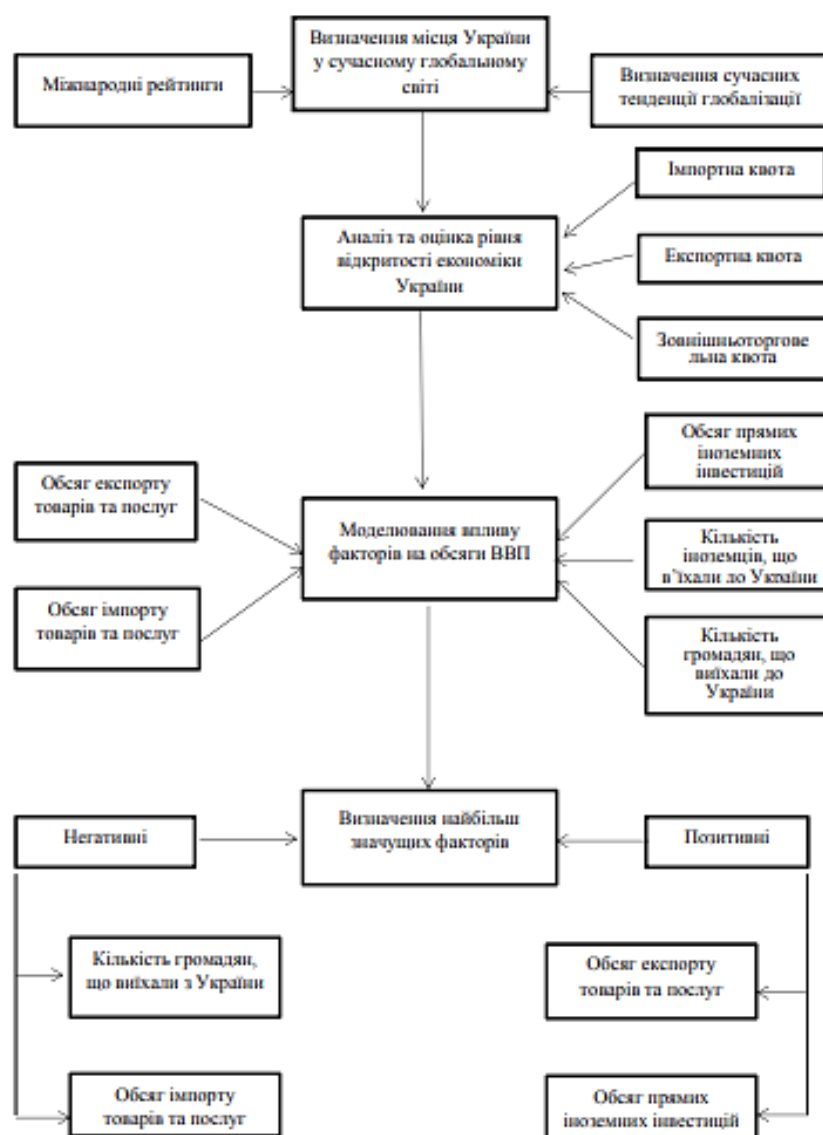 Визначення місця України
у сучасному глобальному
світі
Міжнародні рейтинги
Визначення сучасних
тенденції глобалізації
Імпортна квота
Аналіз та оцінка рівня
відкритості економіки
України
Експортна квота
Зовнішньоторгове
льна квота
Обсяг прямих
іноземних
інвестицій
Обсяг експорту
товарів та послуг
Моделювання впливу
факторів на обсяги ВВП
Кількість
іноземців, що
в’їхали до України
Обсяг імпорту
товарів та послуг
Кількість
громадян, що
виїхали до
України
Негативні
Визначення найбільш
значущих факторів
Позитивні
Кількість громадян,
що виїхали з України
Обсяг експорту
товарів та послуг
Обсяг імпорту
товарів та послуг
Обсяг прямих
іноземних інвестицій